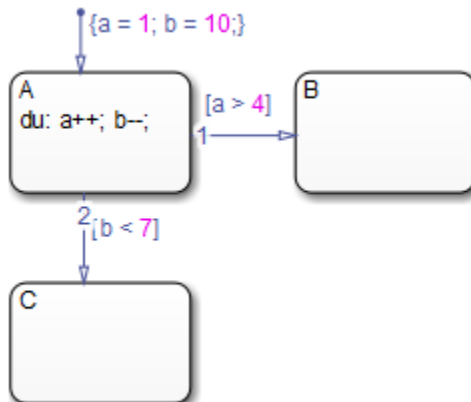 {a = 1; b = 10;}
A
du: a++; b--;
1
[a > 4]
B
2
[b < 7]
C